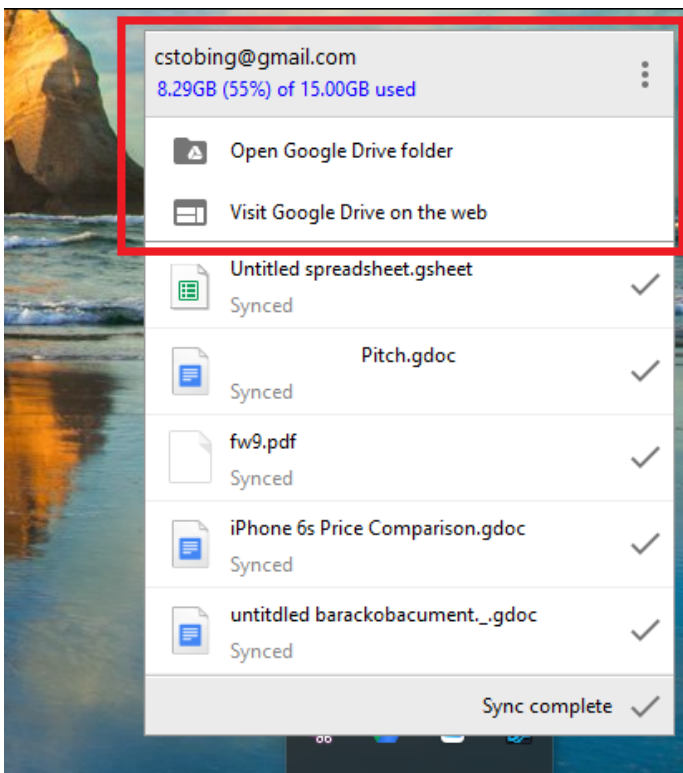 cstobing@gmail.com
8.29GB (55%) of 15.00GB used
Open Google Drive folder
Visit Google Drive on the web
Untitled spreadsheet.gsheet
Synced
Pitch.gdoc
Synced
fw9.pdf
Synced
iPhone 6s Price Comparison.gdoc
Synced
untitdled barackobacument._.gdoc
Synced
Sync complete